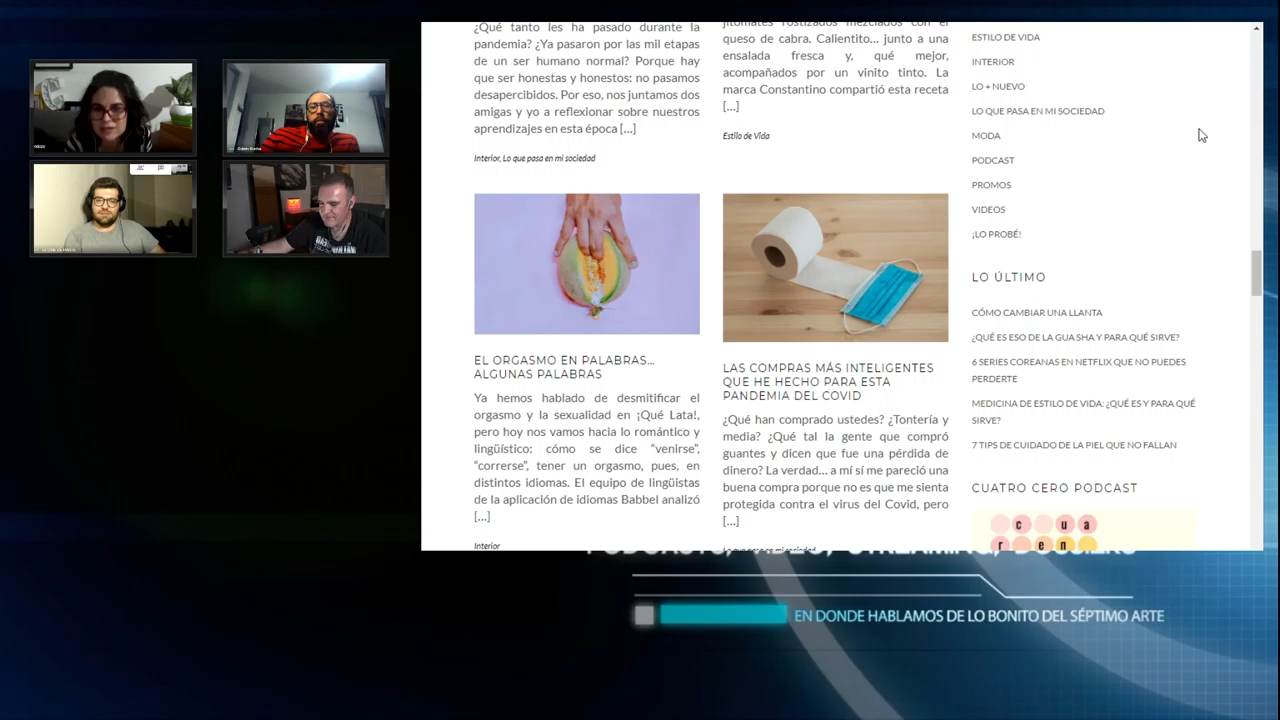 ¿Qué tanto les ha pasado durante la
pandemia? ¿Ya pasaron por las mil etapas
de un ser humano normal? Porque hay
que ser honestas y honestos: no pasamos
desapercibidos. Por eso, nos juntamos dos
amigas y yo a reflexionar sobre nuestros
aprendizajes en esta época [...]
Interior, Lo que pasa en mi sociedad
jitomates rostizados mezclados con el
queso de cabra. Calientito... junto a una
ensalada fresca y, qué mejor,
acompañados por un vinito tinto. La
marca Constantino compartió esta receta
[...]
Estilo de Vida
EL ORGASMO EN PALABRAS...
ALGUNAS PALABRAS
Ya hemos hablado de desmitificar el
orgasmo y la sexualidad en ¡Qué Lata!,
pero hoy nos vamos hacia lo romántico y
lingüístico: cómo se dice “venirse”,
“correrse”, tener un orgasmo, pues, en
distintos idiomas. El equipo de lingüistas
de la aplicación de idiomas Babbel analizó
[...]
Interior
LAS COMPRAS MÁS INTELIGENTES
QUE HE HECHO PARA ESTA
PANDEMIA DEL COVID
¿Qué han comprado ustedes? ¿Tontería y
media? ¿Qué tal la gente que compró
guantes y dicen que fue una pérdida de
dinero? La verdad... a mí sí me pareció una
buena compra porque no es que me sienta
protegida contra el virus del Covid, pero
[...]
Lo que pasa en mi sociedad
ESTILO DE VIDA
INTERIOR
LO + NUEVO
LO QUE PASA EN MI SOCIEDAD
MODA
PODCAST
PROMOS
VIDEOS
¡LO PROBÉ!
LO ÚLTIMO
CÓMO CAMBIAR UNA LLANTA
¿QUÉ ES ESO DE LA GUA SHA Y PARA QUÉ SIRVE?
6 SERIES COREANAS EN NETFLIX QUE NO PUEDES
PERDERTE
MEDICINA DE ESTILO DE VIDA: ¿QUÉ ES Y PARA QUÉ
SIRVE?
7 TIPS DE CUIDADO DE LA PIEL QUE NO FALLAN
CUATRO CERO PODCAST
c u a
r e n
EN DONDE HABLAMOS DE LO BONITO DEL SÉPTIMO ARTE